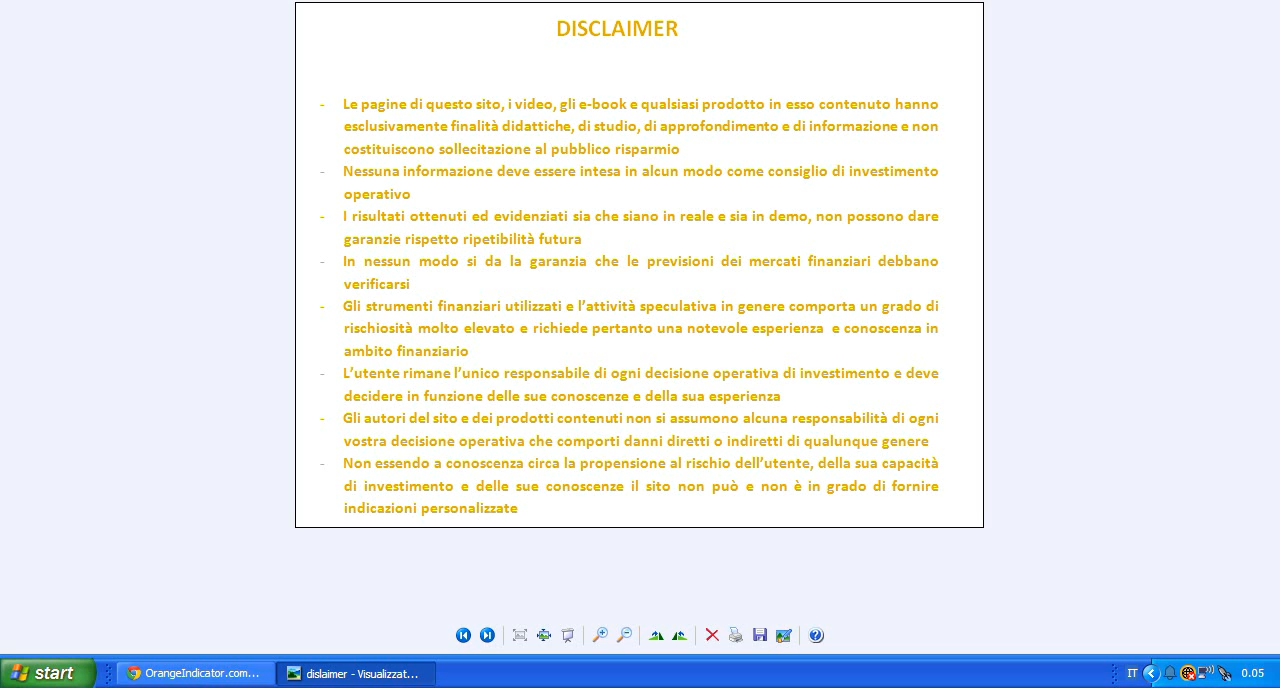 DISCLAIMER
- Le pagine di questo sito, i video, gli e-book e qualsiasi prodotto in esso contenuto hanno
esclusivamente finalità didattiche, di studio, di approfondimento e di informazione e non
costituiscono sollecitazione al pubblico risparmio
- Nessuna informazione deve essere intesa in alcun modo come consiglio di investimento
operativo
- I risultati ottenuti ed evidenziati sia che siano in reale e sia in demo, non possono dare
garanzie rispetto ripetibilità futura
- In nessun modo si da la garanzia che le previsioni dei mercati finanziari debbano
verificarsi
- Gli strumenti finanziari utilizzati e l’attività speculativa in genere comporta un grado di
rischiosità molto elevato e richiede pertanto una notevole esperienza e conoscenza in
ambito finanziario
- L’utente rimane l’unico responsabile di ogni decisione operativa di investimento e deve
decidere in funzione delle sue conoscenze e della sua esperienza
- Gli autori del sito e dei prodotti contenuti non si assumono alcuna responsabilità di ogni
vostra decisione operativa che comporti danni diretti o indiretti di qualunque genere
- Non essendo a conoscenza circa la propensione al rischio dell’utente, della sua capacità
di investimento e delle sue conoscenze il sito non può e non è in grado di fornire
indicazioni personalizzate
start OrangeIndicator.com... dislaimer - Visualizzat... IT 0.05